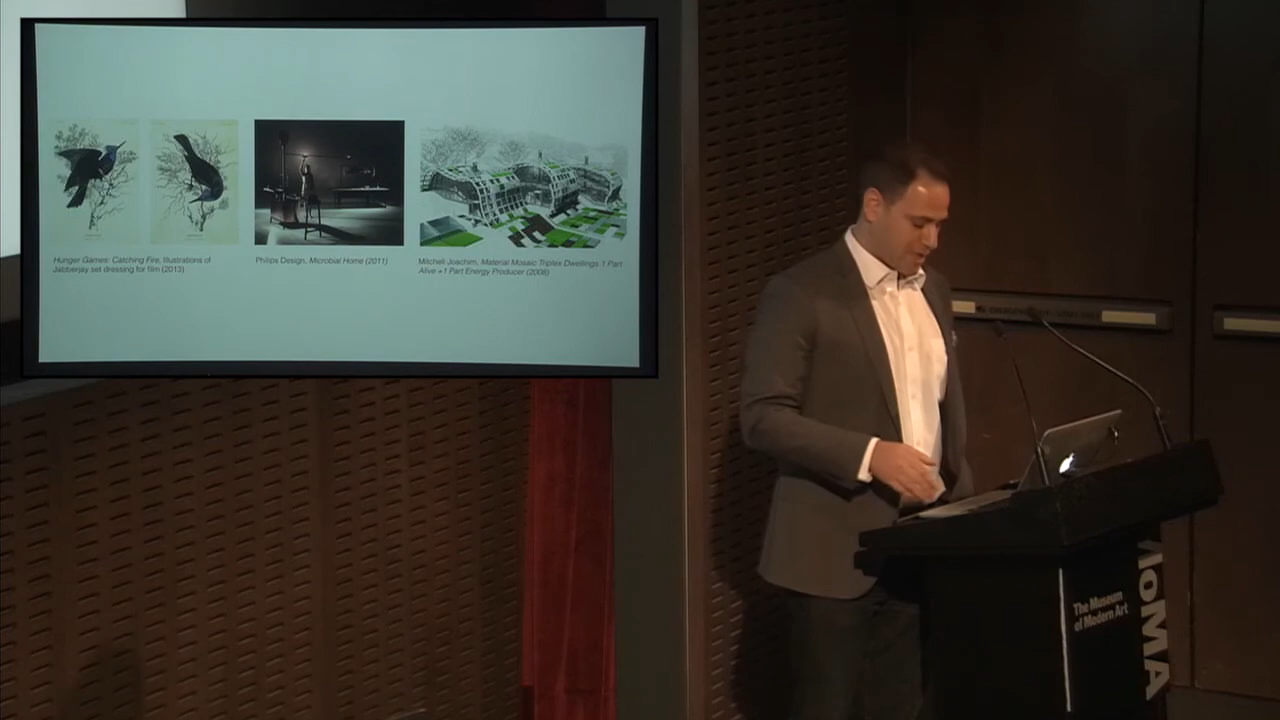 Hunger Games: Catching Fire, Illustrations of
Jabberjay set dressing for film (2013)
Philips Design, Microbial Home (2011)
Mitchell Joachim, Material Mosaic Triplex Dwellings 1 Part
Alive +1 Part Energy Producer (2008)
The Museum
of Modern Art
MoMA